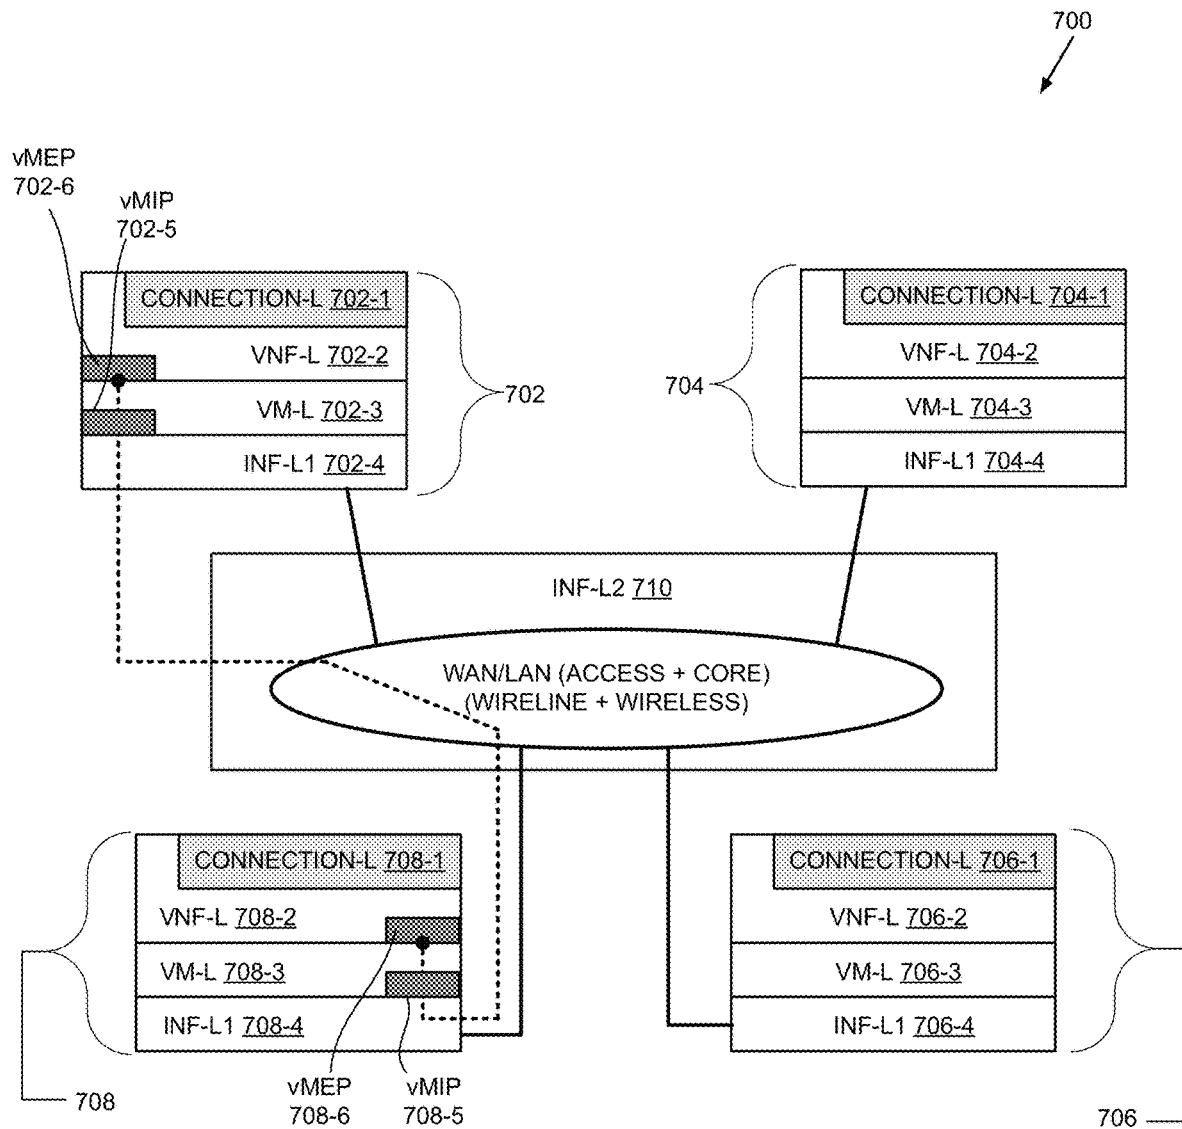 700
vMEP
702-6
vMIP
702-5
CONNECTION-L 702-1
VNF-L 702-2
VM-L 702-3
INF-L1 702-4
702
704
CONNECTION-L 704-1
VNF-L 704-2
VM-L 704-3
INF-L1 704-4
INF-L2 710
WAN/LAN (ACCESS + CORE)
(WIRELINE + WIRELESS)
CONNECTION-L 708-1
VNF-L 708-2
VM-L 708-3
INF-L1 708-4
CONNECTION-L 706-1
VNF-L 706-2
VM-L 706-3
INF-L1 706-4
708
vMEP
708-6
vMIP
708-5
706